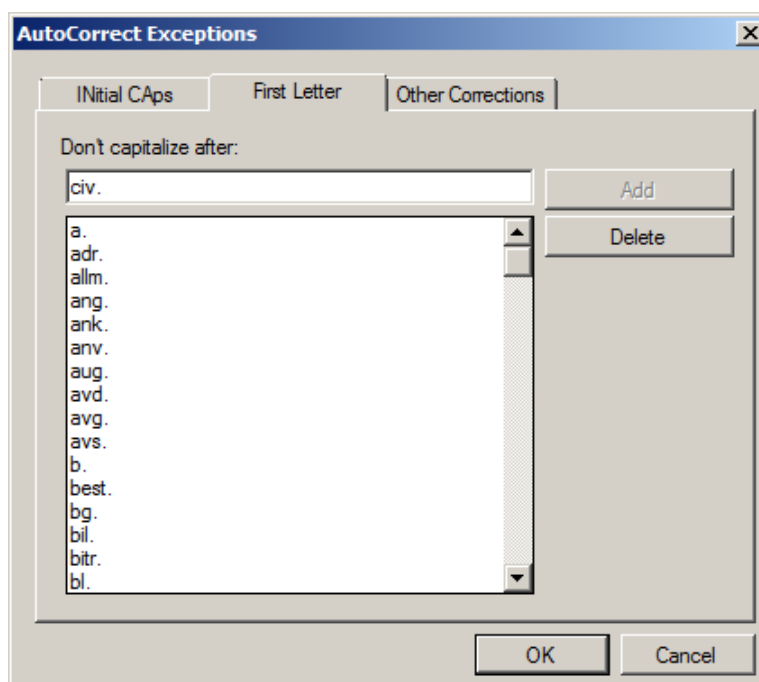 AutoCorrect Exceptions
INitial CAps First Letter Other Corrections
Don't capitalize after:
civ. Add
Delete
a.
adr.
allm.
ang.
ank.
anv.
aug.
avd.
avg.
avs.
b.
best.
bg.
bil.
bitr.
bl.
OK Cancel